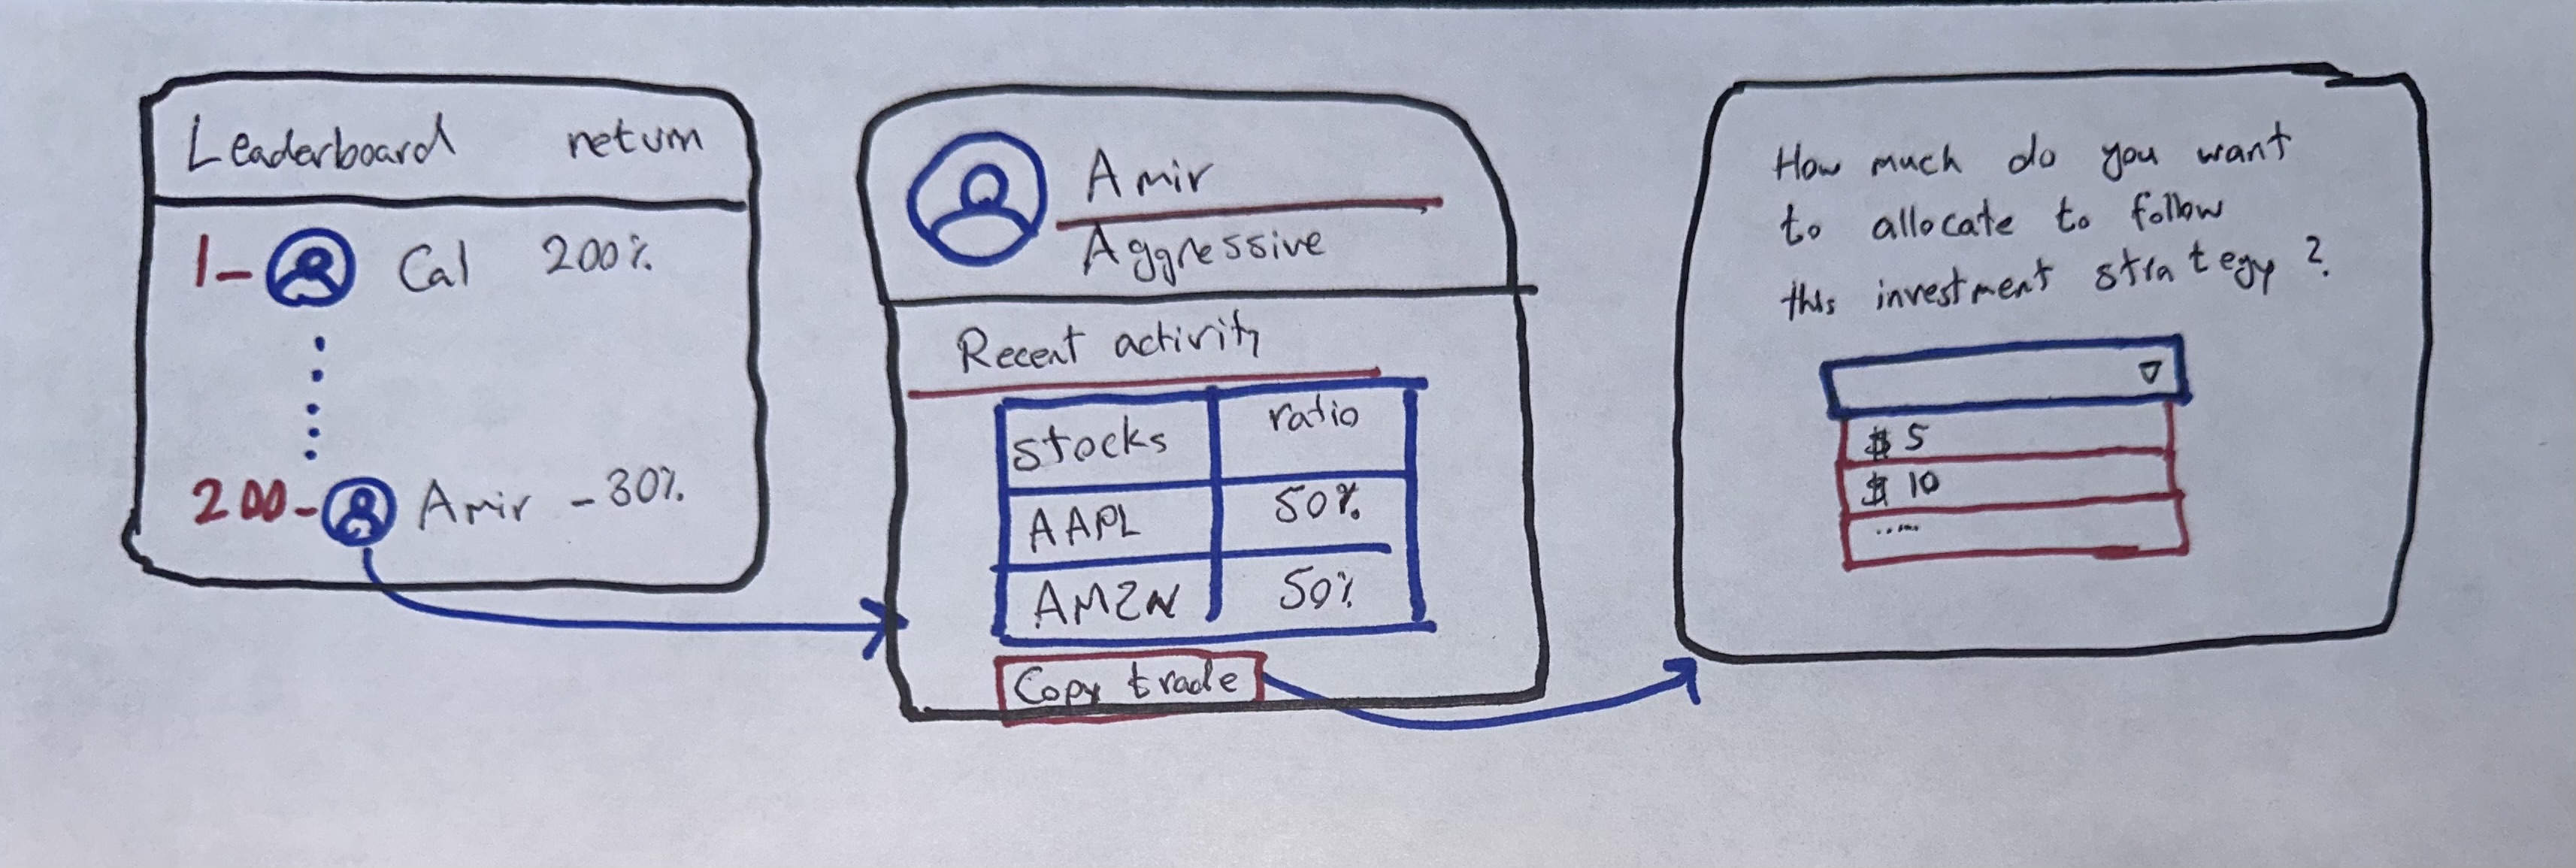 Leaderboard return
1- Cal 200%
200- Amir -30%
Amir
Aggressive
Recent activity
stocks ratio
AAPL 50%
AMZN 50%
Copy trade
How much do you want
to allocate to follow
this investment strategy?
$5
$10
.....